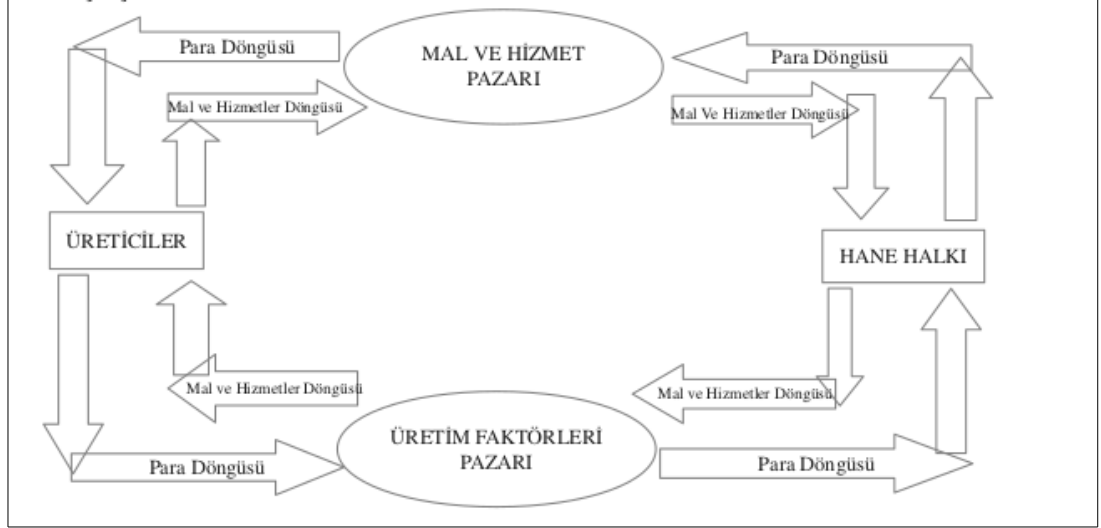 Para Döngüsü
MAL VE HİZMET
PAZARI
Para Döngüsü
Mal ve Hizmetler Döngüsü
Mal Ve Hizmetler Döngüsü
ÜRETİCİLER
HANE HALKI
Mal ve Hizmetler Döngüsü
Mal ve Hizmetler Döngüsü
ÜRETİM FAKTÖRLERİ
PAZARI
Para Döngüsü
Para Döngüsü